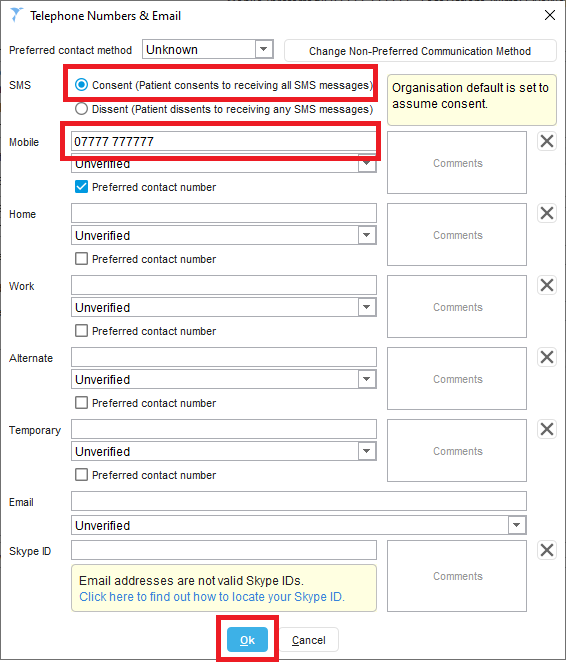 Telephone Numbers & Email
Preferred contact method Unknown Change Non-Preferred Communication Method
SMS Consent (Patient consents to receiving all SMS messages)
Organisation default is set to
assume consent.
Dissent (Patient dissents to receiving any SMS messages)
Mobile 07777 777777
Unverified
Comments
Preferred contact number
Home
Unverified
Comments
Preferred contact number
Work
Unverified
Comments
Preferred contact number
Alternate
Unverified
Comments
Preferred contact number
Temporary
Unverified
Comments
Preferred contact number
Email
Unverified
Skype ID
Comments
Email addresses are not valid Skype IDs.
Click here to find out how to locate your Skype ID.
Ok Cancel